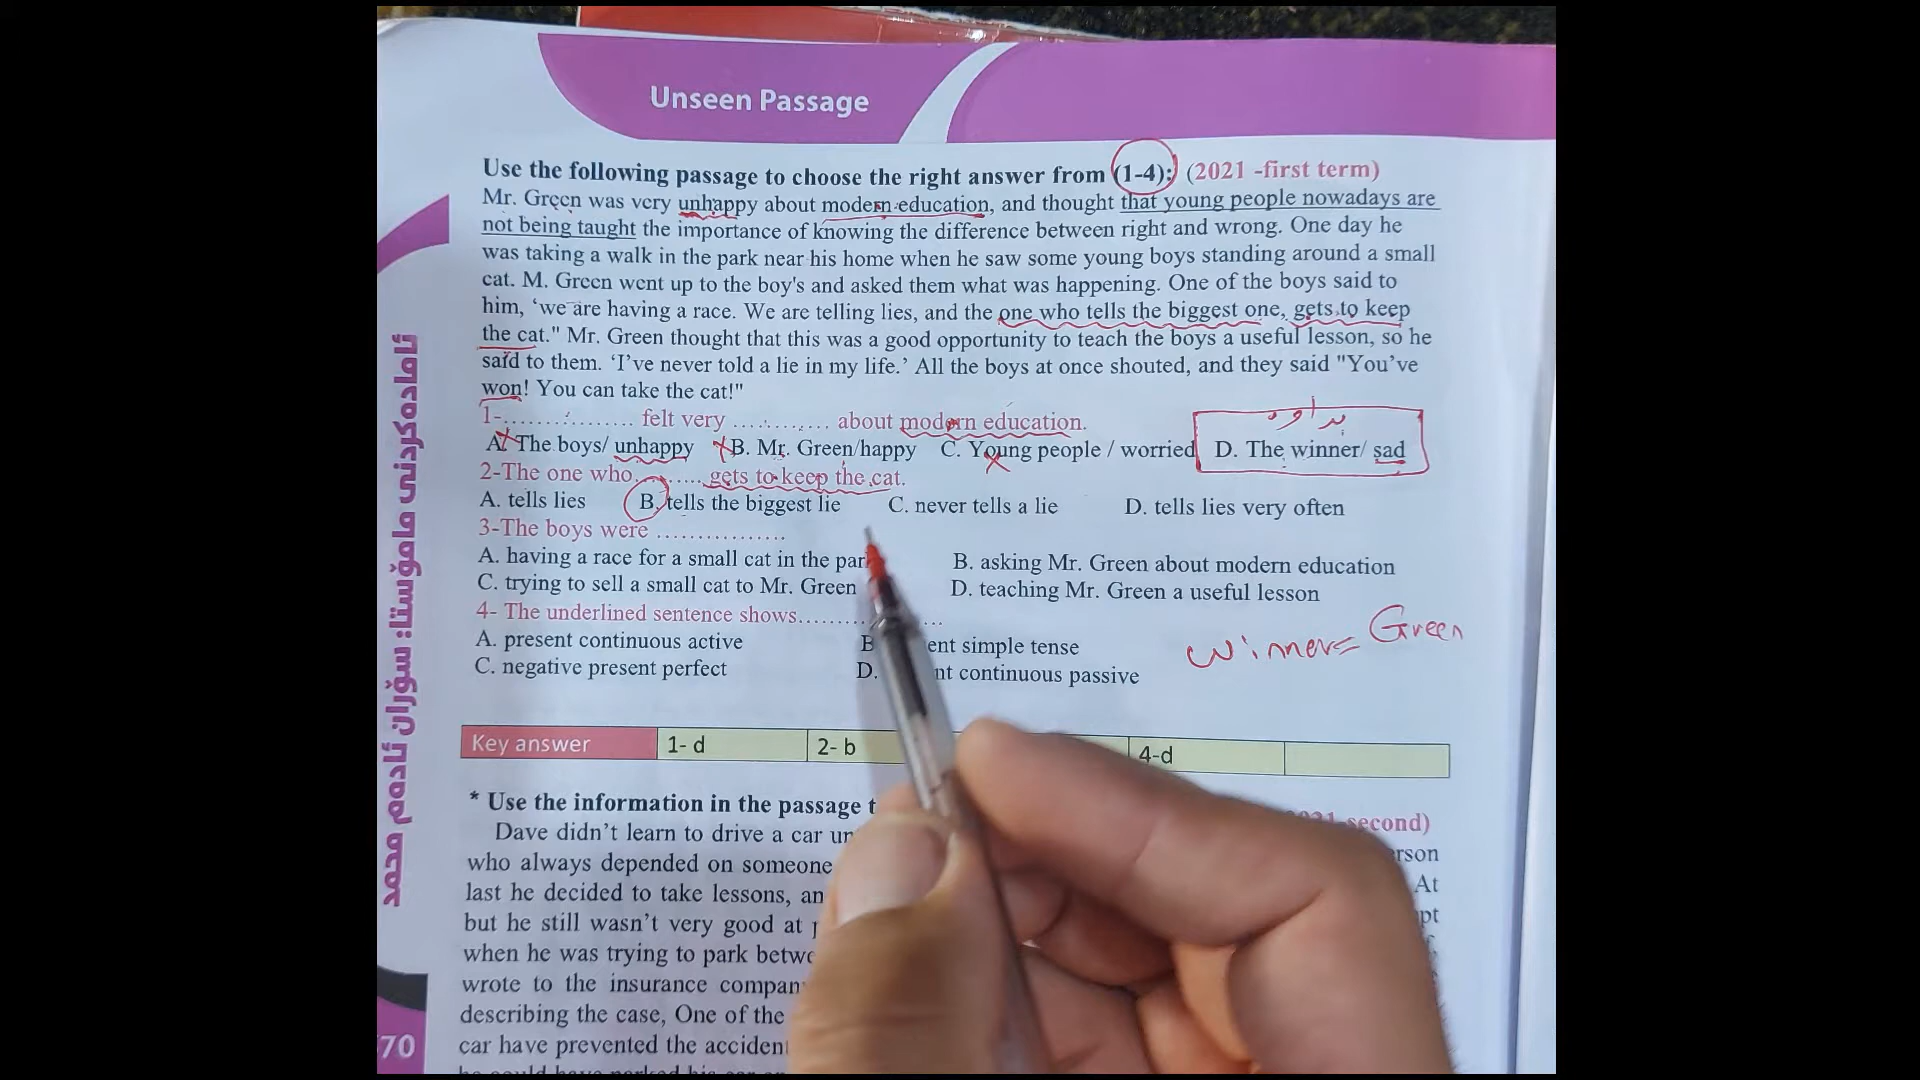 Unseen Passage
Use the following passage to choose the right answer from (1-4): (2021 -first term)
Mr. Green was very unhappy about modern education, and thought that young people nowadays are
not being taught the importance of knowing the difference between right and wrong. One day he
was taking a walk in the park near his home when he saw some young boys standing around a small
cat. M. Green went up to the boy's and asked them what was happening. One of the boys said to
him, ‘we are having a race. We are telling lies, and the one who tells the biggest one, gets to keep
the cat." Mr. Green thought that this was a good opportunity to teach the boys a useful lesson, so he
said to them. ‘I’ve never told a lie in my life.’ All the boys at once shouted, and they said "You’ve
won! You can take the cat!"
1-................ felt very ............ about modern education.
براوە
A. The boys/ unhappy B. Mr. Green/happy C. Young people / worried D. The winner/ sad
2-The one who.......... gets to keep the cat.
A. tells lies B. tells the biggest lie C. never tells a lie D. tells lies very often
3-The boys were ................
A. having a race for a small cat in the par B. asking Mr. Green about modern education
C. trying to sell a small cat to Mr. Green D. teaching Mr. Green a useful lesson
4- The underlined sentence shows..................
A. present continuous active B ent simple tense
winner= Green
C. negative present perfect D. nt continuous passive
Key answer 1- d 2- b 4-d
* Use the information in the passage t second)
Dave didn’t learn to drive a car un rson
who always depended on someone At
last he decided to take lessons, an pt
but he still wasn’t very good at p
when he was trying to park betwe
wrote to the insurance compan
describing the case, One of the
car have prevented the acciden
ئامادەکردنی مامۆستا: سۆران ئادەم محمد
70